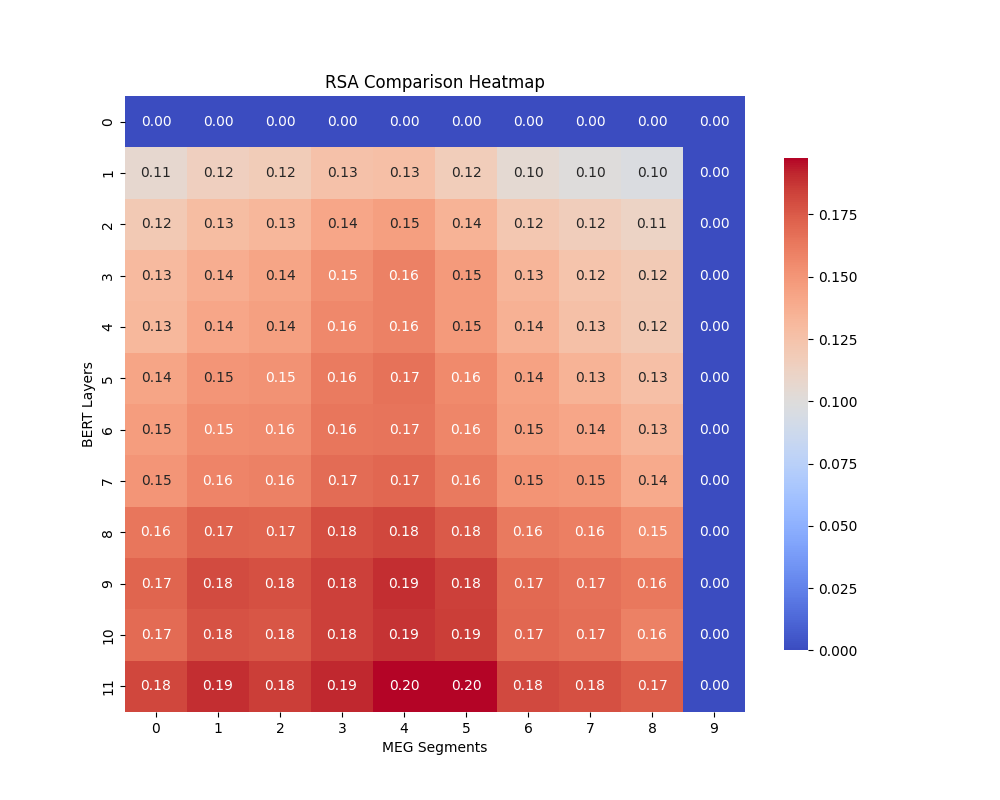 RSA Comparison Heatmap
0 0.00 0.00 0.00 0.00 0.00 0.00 0.00 0.00 0.00 0.00
1 0.11 0.12 0.12 0.13 0.13 0.12 0.10 0.10 0.10 0.00
2 0.12 0.13 0.13 0.14 0.15 0.14 0.12 0.12 0.11 0.00
3 0.13 0.14 0.14 0.15 0.16 0.15 0.13 0.12 0.12 0.00
4 0.13 0.14 0.14 0.16 0.16 0.15 0.14 0.13 0.12 0.00
5 0.14 0.15 0.15 0.16 0.17 0.16 0.14 0.13 0.13 0.00
6 0.15 0.15 0.16 0.16 0.17 0.16 0.15 0.14 0.13 0.00
7 0.15 0.16 0.16 0.17 0.17 0.16 0.15 0.15 0.14 0.00
8 0.16 0.17 0.17 0.18 0.18 0.18 0.16 0.16 0.15 0.00
9 0.17 0.18 0.18 0.18 0.19 0.18 0.17 0.17 0.16 0.00
10 0.17 0.18 0.18 0.18 0.19 0.19 0.17 0.17 0.16 0.00
11 0.18 0.19 0.18 0.19 0.20 0.20 0.18 0.18 0.17 0.00
0 1 2 3 4 5 6 7 8 9
MEG Segments
BERT Layers
0.175
0.150
0.125
0.100
0.075
0.050
0.025
0.000